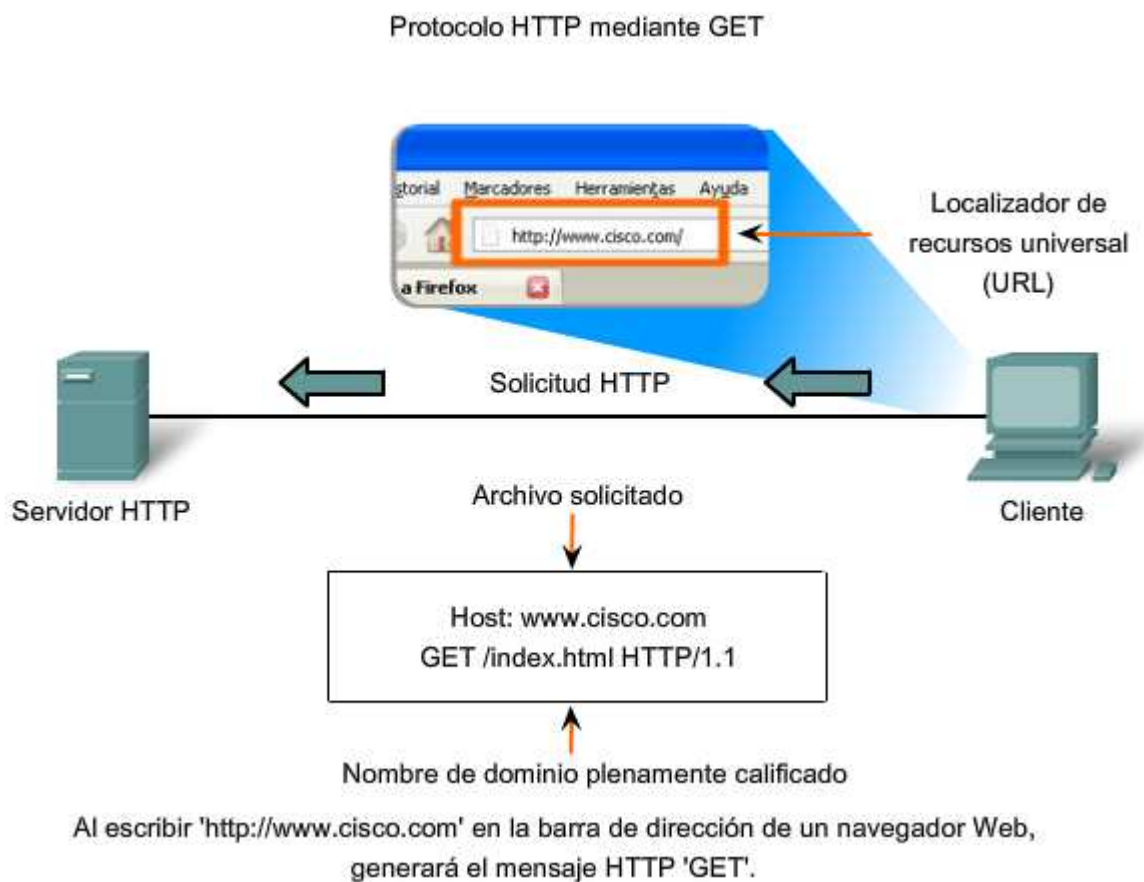 Protocolo HTTP mediante GET
storial Marcadores Herramientas Ayuda
http://www.cisco.com/
a Firefox
Localizador de
recursos universal
(URL)
Solicitud HTTP
Servidor HTTP
Cliente
Archivo solicitado
Host: www.cisco.com
GET /index.html HTTP/1.1
Nombre de dominio plenamente calificado
Al escribir 'http://www.cisco.com' en la barra de dirección de un navegador Web,
generará el mensaje HTTP 'GET'.